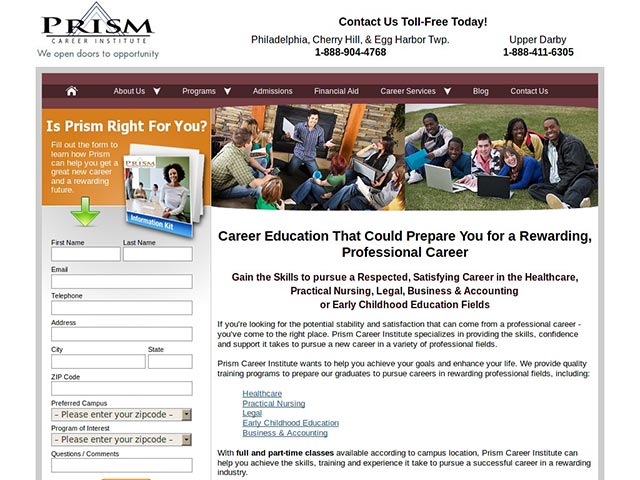 PRISM
CAREER INSTITUTE
We open doors to opportunity
Contact Us Toll-Free Today!
Philadelphia, Cherry Hill, & Egg Harbor Twp.
1-888-904-4768
Upper Darby
1-888-411-6305
About Us
Programs
Admissions
Financial Aid
Career Services
Blog
Contact Us
Is Prism Right For You?
Fill out the form to
learn how Prism
can help you get a
great new career
and a rewarding
future.
PRISM
Information Kit
First Name
Last Name
Email
Telephone
Address
City
State
ZIP Code
Preferred Campus
-- Please enter your zipcode --
Program of Interest
-- Please enter your zipcode --
Questions / Comments
Career Education That Could Prepare You for a Rewarding,
Professional Career
Gain the Skills to pursue a Respected, Satisfying Career in the Healthcare,
Practical Nursing, Legal, Business & Accounting
or Early Childhood Education Fields
If you're looking for the potential stability and satisfaction that can come from a professional career -
you've come to the right place. Prism Career Institute specializes in providing the skills, confidence
and support it takes to pursue a new career in a variety of professional fields.
Prism Career Institute wants to help you achieve your goals and enhance your life. We provide quality
training programs to prepare our graduates to pursue careers in rewarding professional fields, including:
Healthcare
Practical Nursing
Legal
Early Childhood Education
Business & Accounting
With full and part-time classes available according to campus location, Prism Career Institute can
help you achieve the skills, training and experience it takes to pursue a successful career in a rewarding
industry.